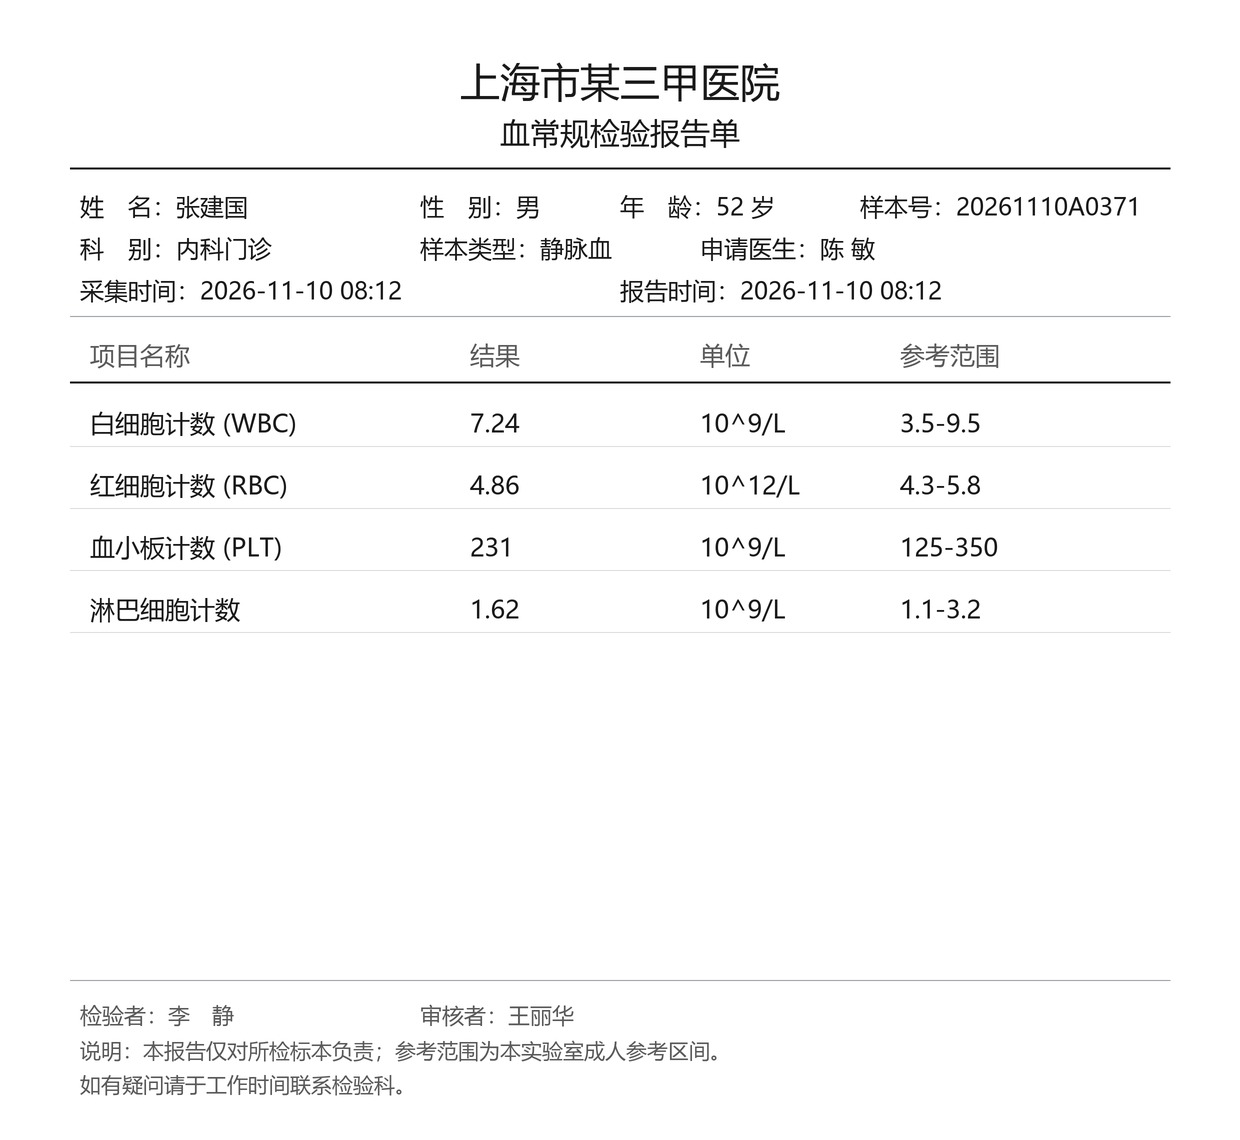 上海市某三甲医院
血常规检验报告单
姓　名：张建国　性　别：男　年　龄：52 岁　样本号：20261110A0371
科　别：内科门诊　样本类型：静脉血　申请医生：陈 敏
采集时间：2026-11-10 08:12　报告时间：2026-11-10 08:12
项目名称　结果　单位　参考范围
白细胞计数 (WBC)　7.24　10^9/L　3.5-9.5
红细胞计数 (RBC)　4.86　10^12/L　4.3-5.8
血小板计数 (PLT)　231　10^9/L　125-350
淋巴细胞计数　1.62　10^9/L　1.1-3.2
检验者：李　静　审核者：王丽华
说明：本报告仅对所检标本负责；参考范围为本实验室成人参考区间。
如有疑问请于工作时间联系检验科。